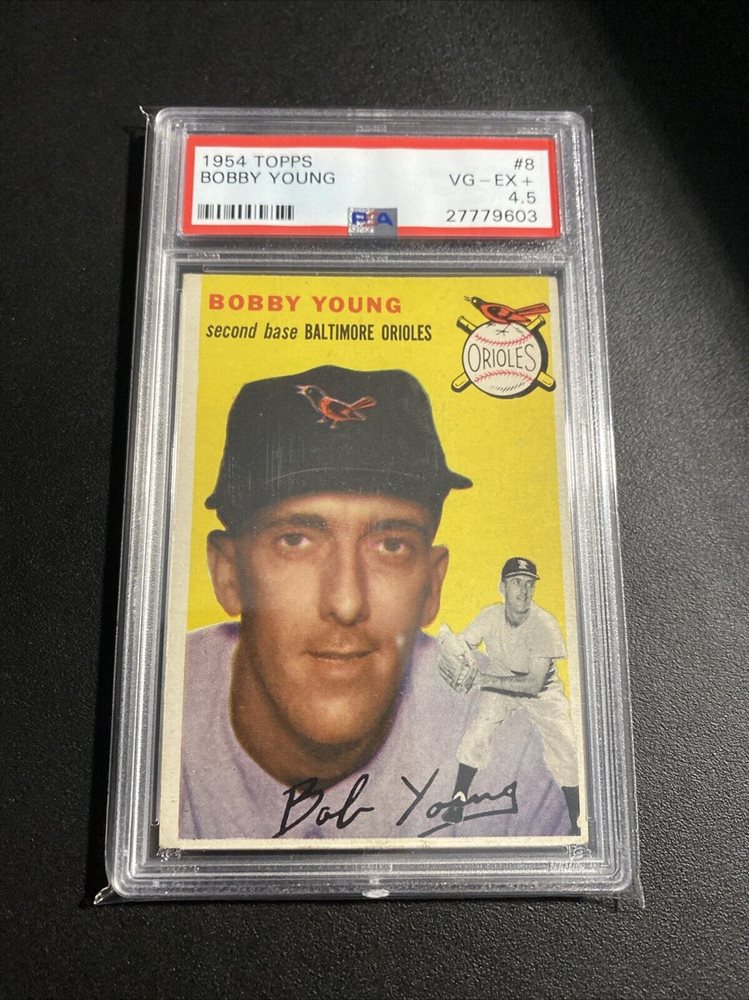 1954 TOPPS #8
BOBBY YOUNG VG-EX+
4.5
27779603
PSA
BOBBY YOUNG
second base BALTIMORE ORIOLES
ORIOLES
Bob Young